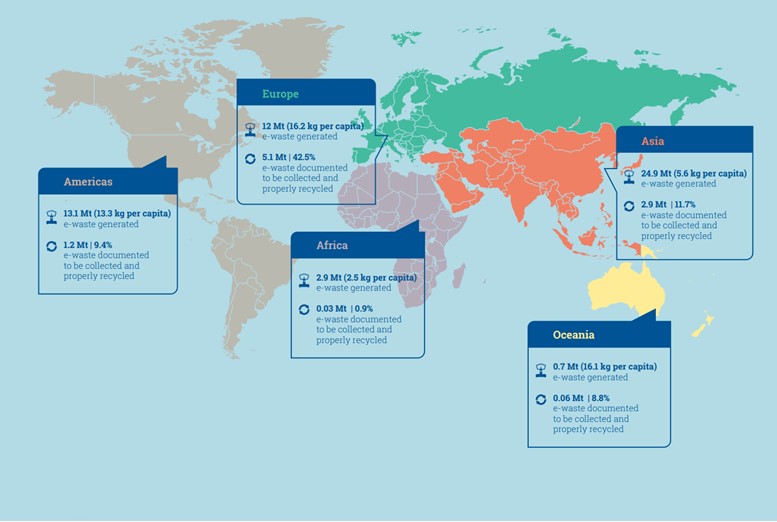 Europe
12 Mt (16.2 kg per capita)
e-waste generated
5.1 Mt | 42.5%
e-waste documented
to be collected and
properly recycled
Asia
24.9 Mt (5.6 kg per capita)
e-waste generated
2.9 Mt | 11.7%
e-waste documented
to be collected and
properly recycled
Americas
13.1 Mt (13.3 kg per capita)
e-waste generated
1.2 Mt | 9.4%
e-waste documented
to be collected and
properly recycled
Africa
2.9 Mt (2.5 kg per capita)
e-waste generated
0.03 Mt | 0.9%
e-waste documented
to be collected and
properly recycled
Oceania
0.7 Mt (16.1 kg per capita)
e-waste generated
0.06 Mt | 8.8%
e-waste documented
to be collected and
properly recycled